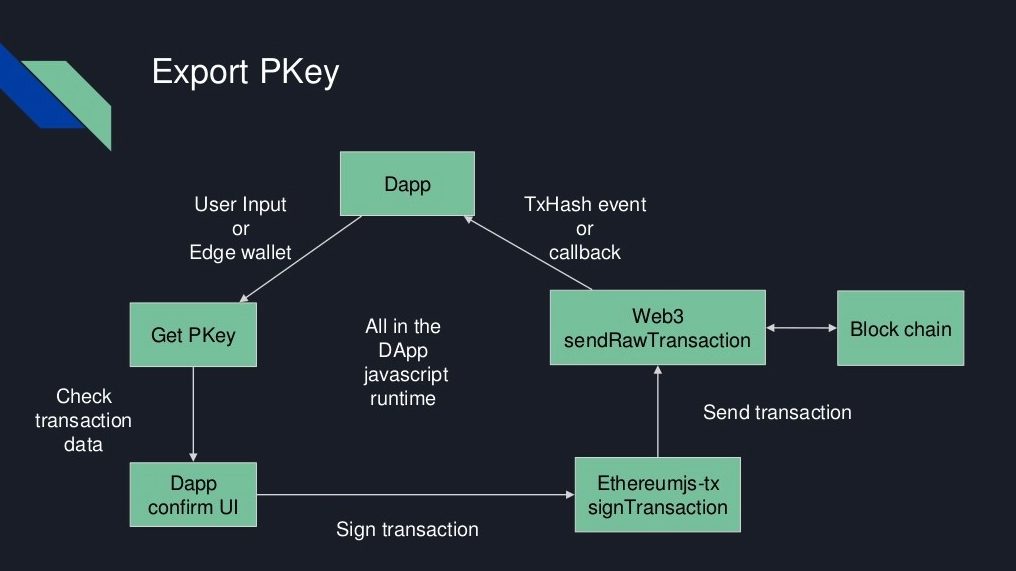 Export PKey
Dapp
User Input
or
Edge wallet
TxHash event
or
callback
Get PKey
All in the
DApp
javascript
runtime
Web3
sendRawTransaction
Block chain
Check
transaction
data
Send transaction
Dapp
confirm UI
Sign transaction
Ethereumjs-tx
signTransaction